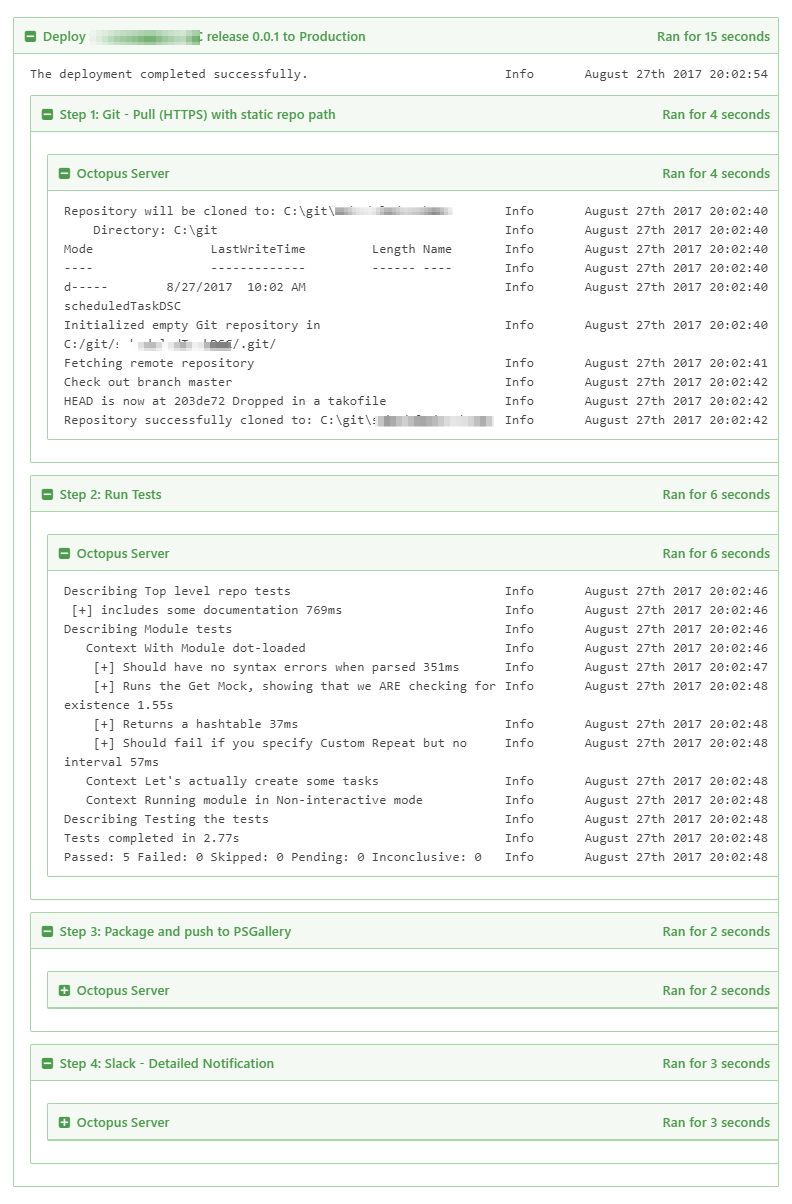 Deploy release 0.0.1 to Production Ran for 15 seconds
The deployment completed successfully. Info August 27th 2017 20:02:54
Step 1: Git - Pull (HTTPS) with static repo path Ran for 4 seconds
Octopus Server Ran for 4 seconds
Repository will be cloned to: C:\git\ Info August 27th 2017 20:02:40
Directory: C:\git Info August 27th 2017 20:02:40
Mode LastWriteTime Length Name Info August 27th 2017 20:02:40
---- ------------- ------ ---- Info August 27th 2017 20:02:40
d----- 8/27/2017 10:02 AM Info August 27th 2017 20:02:40
scheduledTaskDSC
Initialized empty Git repository in Info August 27th 2017 20:02:40
C:/git/ /.git/
Fetching remote repository Info August 27th 2017 20:02:41
Check out branch master Info August 27th 2017 20:02:42
HEAD is now at 203de72 Dropped in a takofile Info August 27th 2017 20:02:42
Repository successfully cloned to: C:\git\ Info August 27th 2017 20:02:42
Step 2: Run Tests Ran for 6 seconds
Octopus Server Ran for 6 seconds
Describing Top level repo tests Info August 27th 2017 20:02:46
[+] includes some documentation 769ms Info August 27th 2017 20:02:46
Describing Module tests Info August 27th 2017 20:02:46
Context With Module dot-loaded Info August 27th 2017 20:02:46
[+] Should have no syntax errors when parsed 351ms Info August 27th 2017 20:02:47
[+] Runs the Get Mock, showing that we ARE checking for Info August 27th 2017 20:02:48
existence 1.55s
[+] Returns a hashtable 37ms Info August 27th 2017 20:02:48
[+] Should fail if you specify Custom Repeat but no Info August 27th 2017 20:02:48
interval 57ms
Context Let's actually create some tasks Info August 27th 2017 20:02:48
Context Running module in Non-interactive mode Info August 27th 2017 20:02:48
Describing Testing the tests Info August 27th 2017 20:02:48
Tests completed in 2.77s Info August 27th 2017 20:02:48
Passed: 5 Failed: 0 Skipped: 0 Pending: 0 Inconclusive: 0 Info August 27th 2017 20:02:48
Step 3: Package and push to PSGallery Ran for 2 seconds
Octopus Server Ran for 2 seconds
Step 4: Slack - Detailed Notification Ran for 3 seconds
Octopus Server Ran for 3 seconds